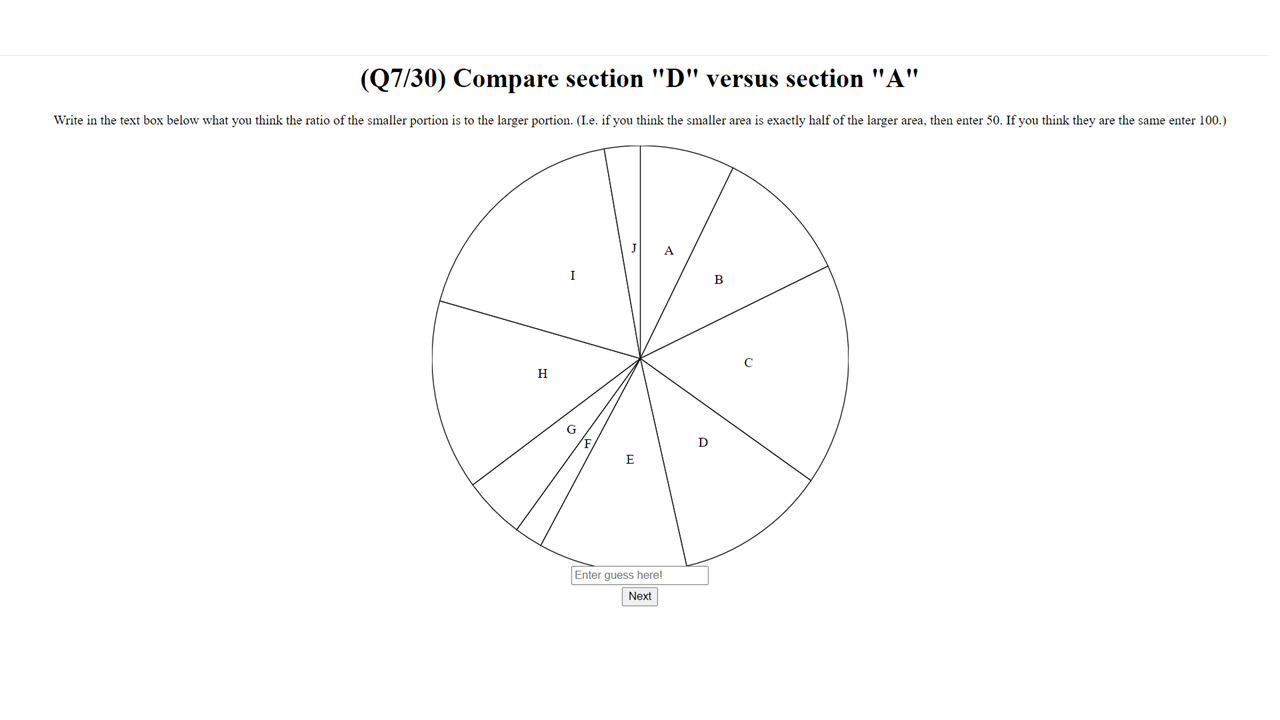 (Q7/30) Compare section "D" versus section "A"
Write in the text box below what you think the ratio of the smaller portion is to the larger portion. (I.e. if you think the smaller area is exactly half of the larger area, then enter 50. If you think they are the same enter 100.)
J
A
I
B
C
H
G
D
F
E
Enter guess here!
Next